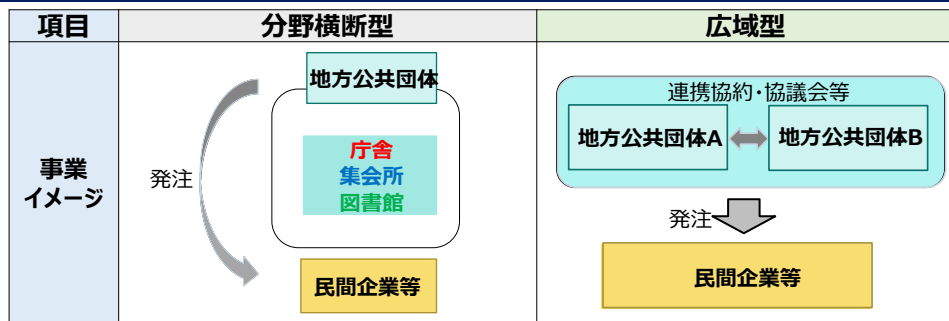 項目
分野横断型
広域型
事業
イメージ
地方公共団体
発注
庁舎
集会所
図書館
民間企業等
連携協約・協議会等
地方公共団体A
地方公共団体B
発注
民間企業等